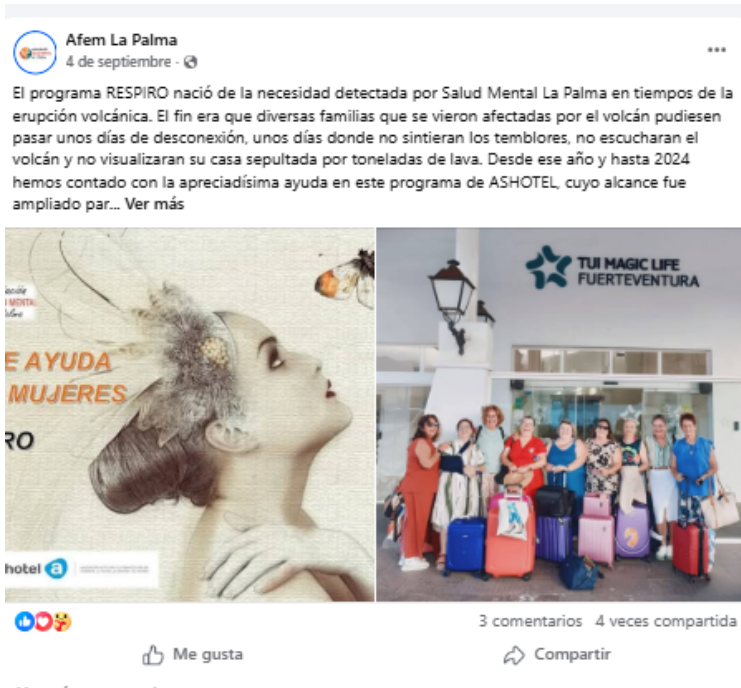 Afem La Palma
4 de septiembre ·
El programa RESPIRO nació de la necesidad detectada por Salud Mental La Palma en tiempos de la
erupción volcánica. El fin era que diversas familias que se vieron afectadas por el volcán pudiesen
pasar unos días de desconexión, unos días donde no sintieran los temblores, no escucharan el
volcán y no visualizaran su casa sepultada por toneladas de lava. Desde ese año y hasta 2024
hemos contado con la apreciadísima ayuda en este programa de ASHOTEL, cuyo alcance fue
ampliado par... Ver más
E AYUDA
MUJERES
RO
hotel a
TUI MAGIC LIFE
FUERTEVENTURA
TUI MAGIC LIFE
3 comentarios 4 veces compartida
Me gusta
Compartir